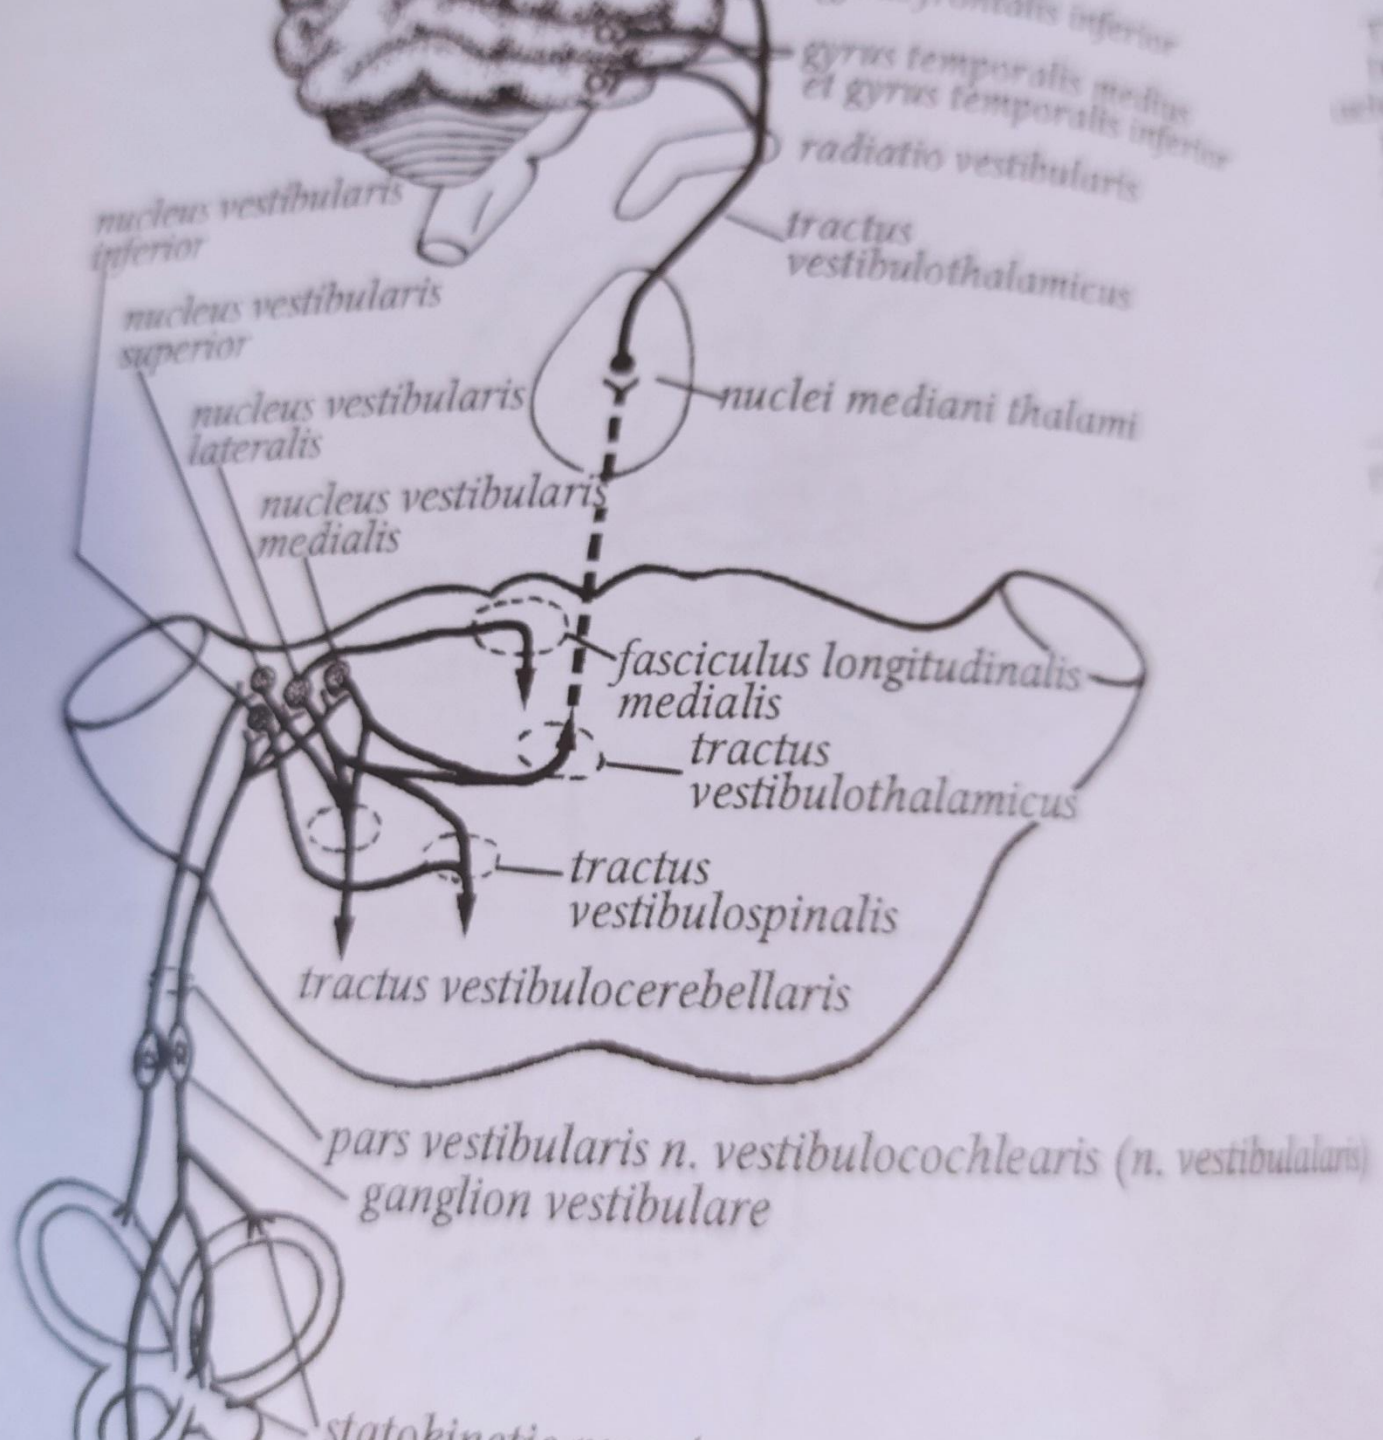 inferior
gyrus temporalis medius
et gyrus temporalis inferior
radiatio vestibularis
tractus
vestibulothalamicus
nucleus vestibularis
inferior
nucleus vestibularis
superior
nucleus vestibularis
lateralis
nucleus vestibularis
medialis
nuclei mediani thalami
fasciculus longitudinalis
medialis
tractus
vestibulothalamicus
tractus
vestibulospinalis
tractus vestibulocerebellaris
pars vestibularis n. vestibulocochlearis (n. vestibulalaris)
ganglion vestibulare